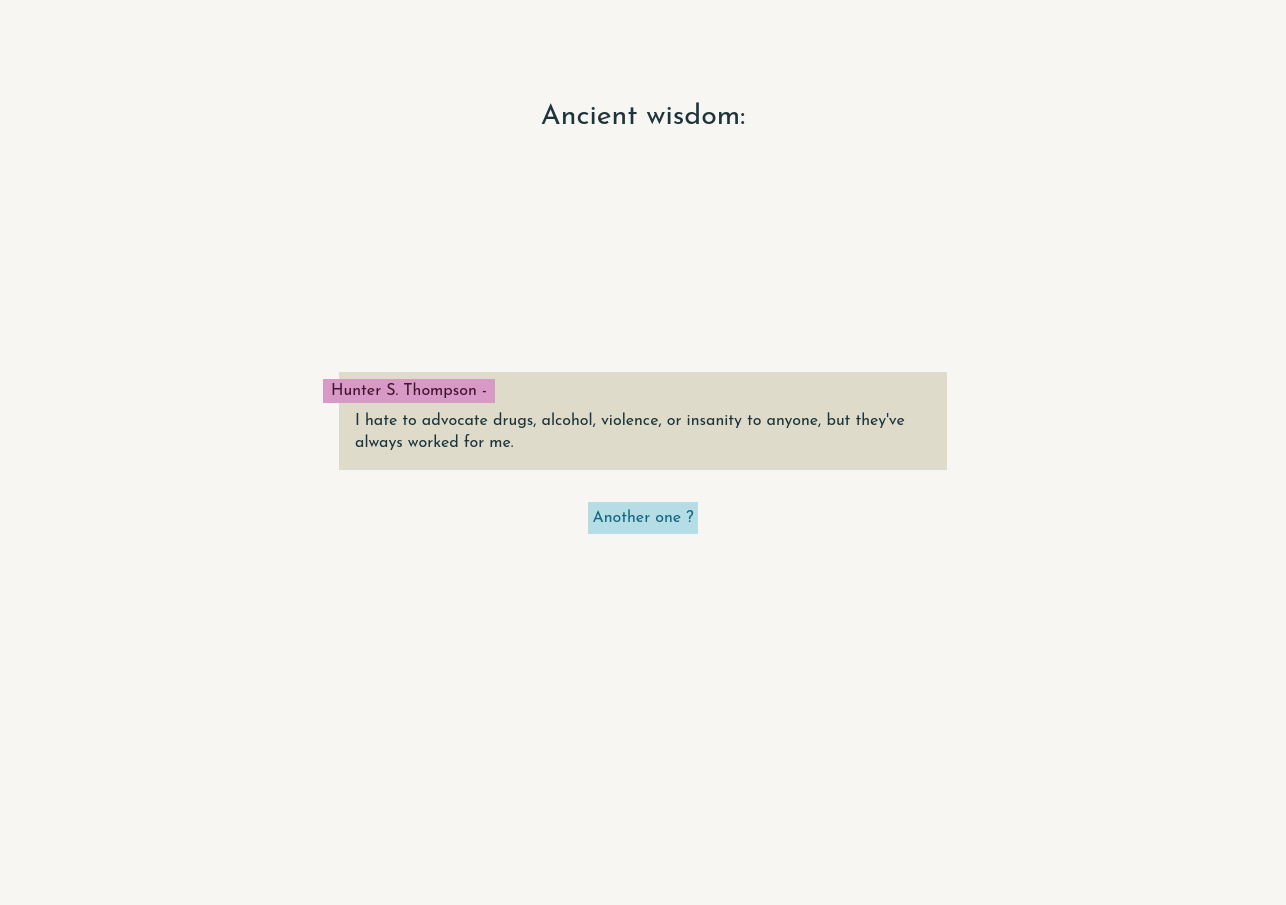 Ancient wisdom:
Hunter S. Thompson -
I hate to advocate drugs, alcohol, violence, or insanity to anyone, but they've
always worked for me.
Another one ?